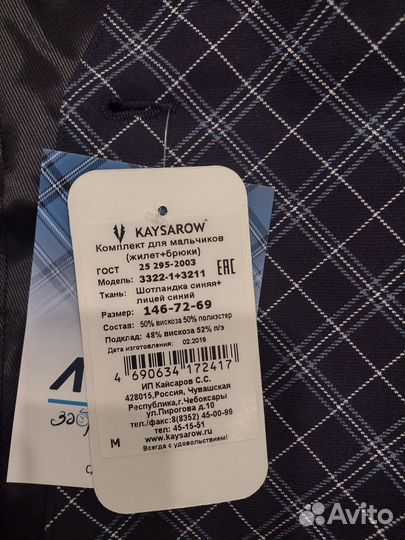 KAYSAROW
Комплект для мальчиков
(жилет+брюки)
ГОСТ 25 295-2003
Модель: 3322-1+3211
EAC
Ткань: Шотландка синяя+
лицей синий
Размер: 146-72-69
Состав: 50% вискоза 50% полиэстер
Подклад: 48% вискоза 52% п/э
Дата изготовления: 02.2019
4 690634 172417
ИП Кайсаров С.С.
428015,Россия, Чувашская
Республика,г.Чебоксары
ул.Пирогова д.10
тел./факс:8(8352) 45-00-99
тел: 45-15-51
www.kaysarow.ru
М
Всегда с удовольствием!
Avito